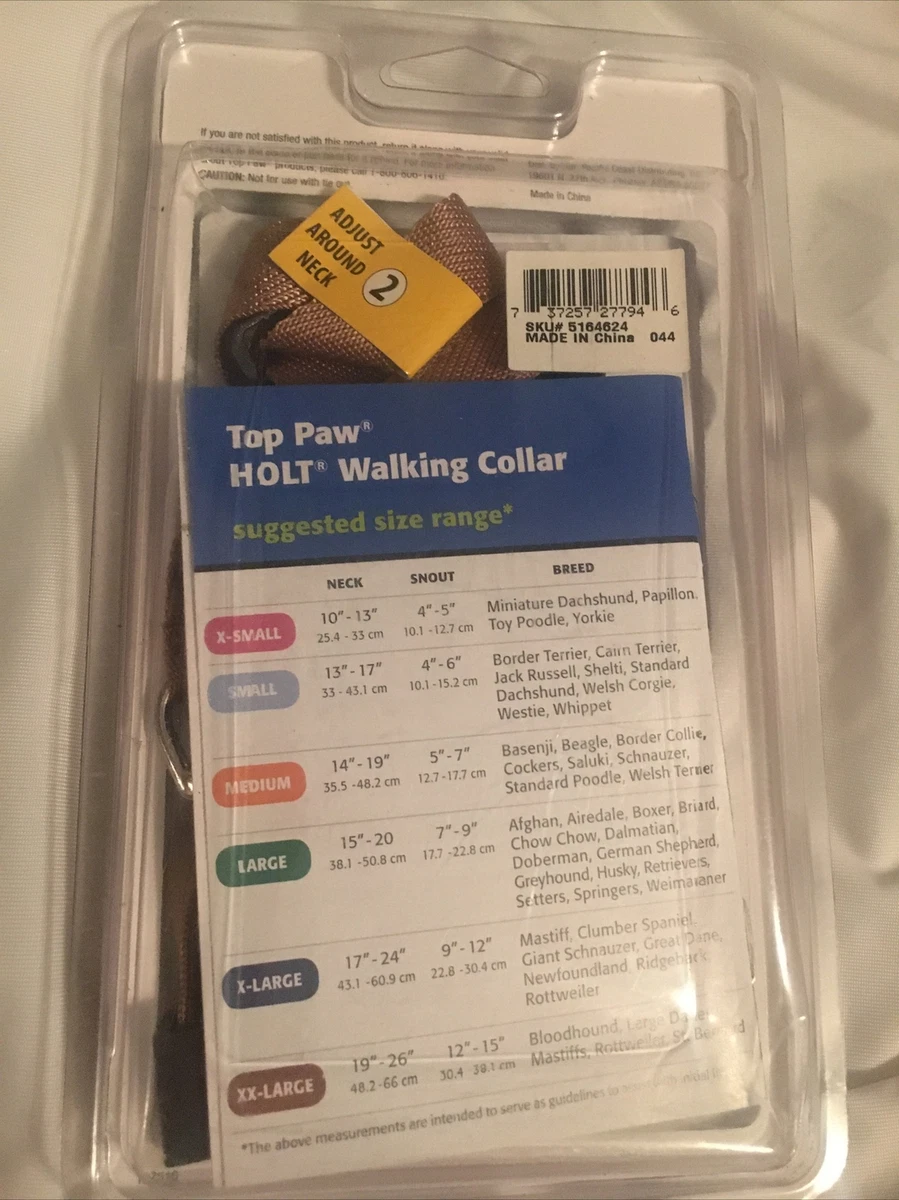 If you are not satisfied with this product, return it
Top Paw products, please call 1-800-806-1410.
CAUTION: Not for use with tie out
Made in China
ADJUST
AROUND
NECK
2
7 37257 27794 6
SKU# 5164624
MADE IN China 044
Top Paw®
HOLT® Walking Collar
suggested size range*
NECK SNOUT BREED
X-SMALL 10"-13" 4"-5" Miniature Dachshund, Papillon,
25.4 - 33 cm 10.1 -12.7 cm Toy Poodle, Yorkie
SMALL 13"-17" 4"-6" Border Terrier, Cairn Terrier,
33 - 43.1 cm 10.1 -15.2 cm Jack Russell, Shelti, Standard
Dachshund, Welsh Corgie,
Westie, Whippet
MEDIUM 14"-19" 5"-7" Basenji, Beagle, Border Collie,
35.5 -48.2 cm 12.7-17.7 cm Cockers, Saluki, Schnauzer,
Standard Poodle, Welsh Terrier
LARGE 15"-20 7"-9" Afghan, Airedale, Boxer, Briard,
38.1 -50.8 cm 17.7 -22.8 cm Chow Chow, Dalmatian,
Doberman, German Shepherd,
Greyhound, Husky, Retrievers,
Setters, Springers, Weimaraner
X-LARGE 17"-24" 9"-12" Mastiff, Clumber Spaniel,
43.1 -60.9 cm 22.8 -30.4 cm Giant Schnauzer, Great Dane,
Newfoundland, Ridgeback,
Rottweiler
XX-LARGE 19"-26" 12"-15" Bloodhound, Large
48.2-66 cm 30.4 38.1 cm Mastiffs, Rottweiler, St. Bernard
*The above measurements are intended to serve as guidelines